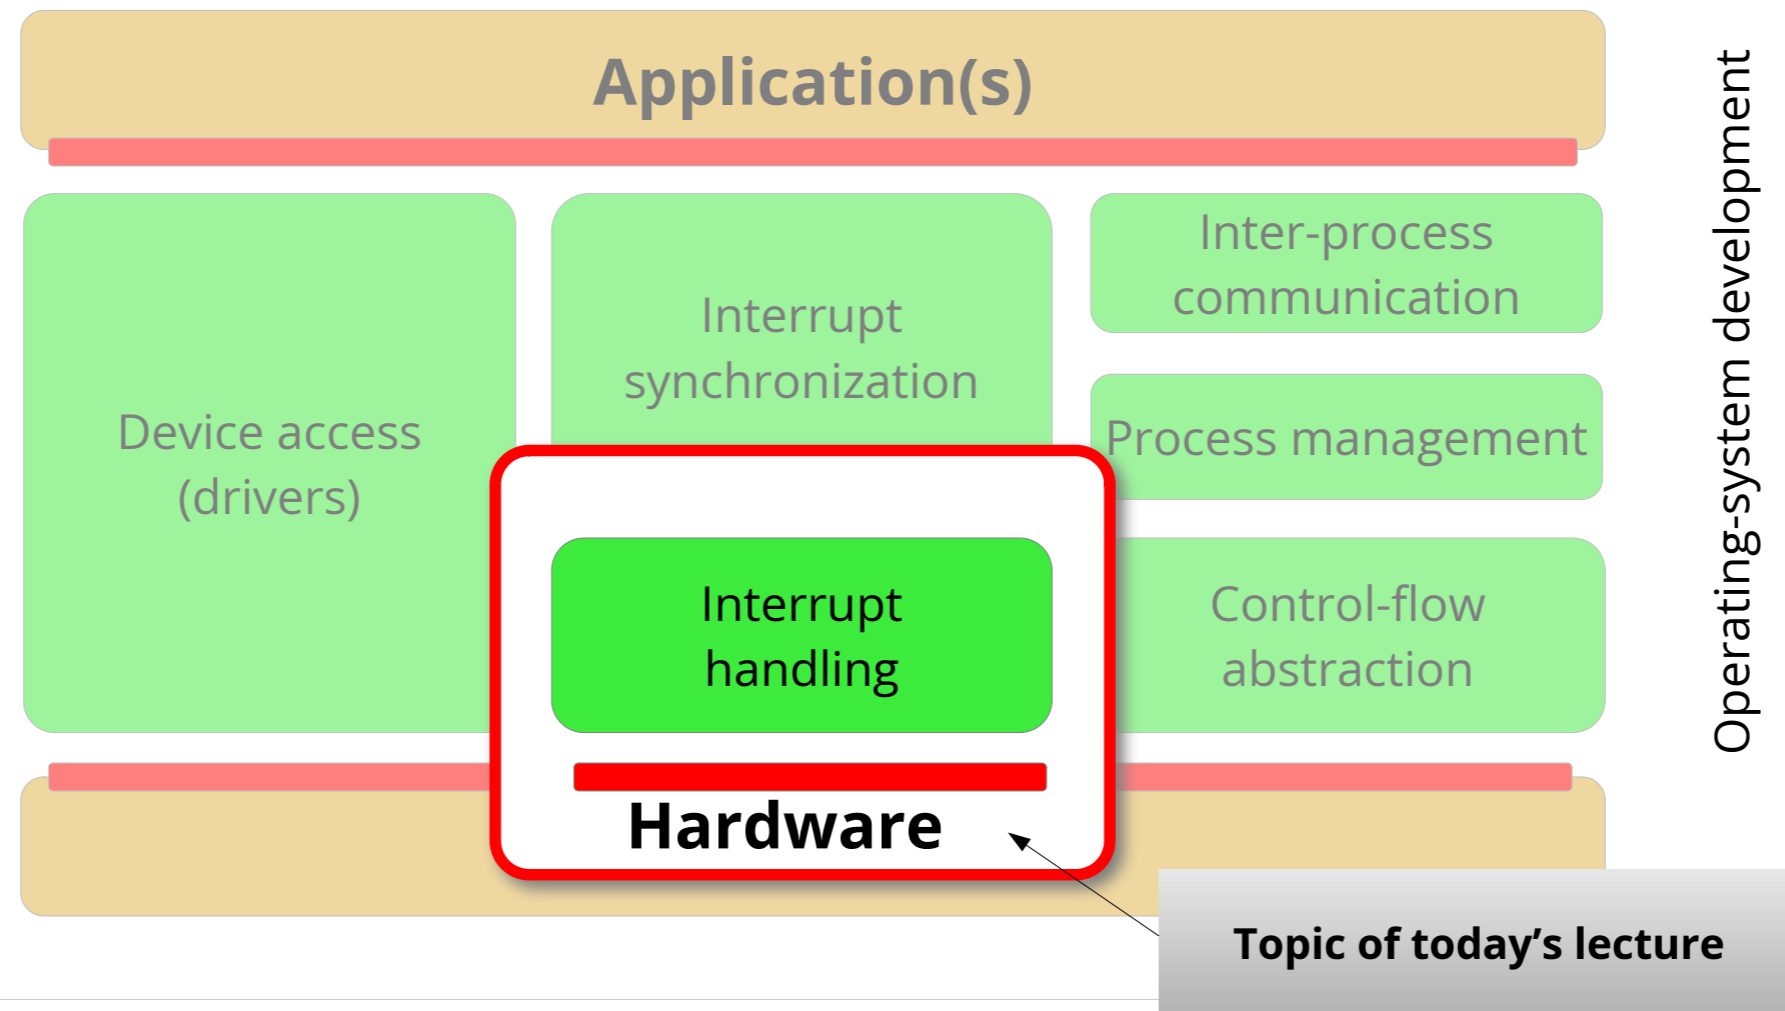 Application(s)
Device access
(drivers)
Interrupt
synchronization
Inter-process
communication
Process management
Interrupt
handling
Control-flow
abstraction
Hardware
Operating-system development
Topic of today’s lecture